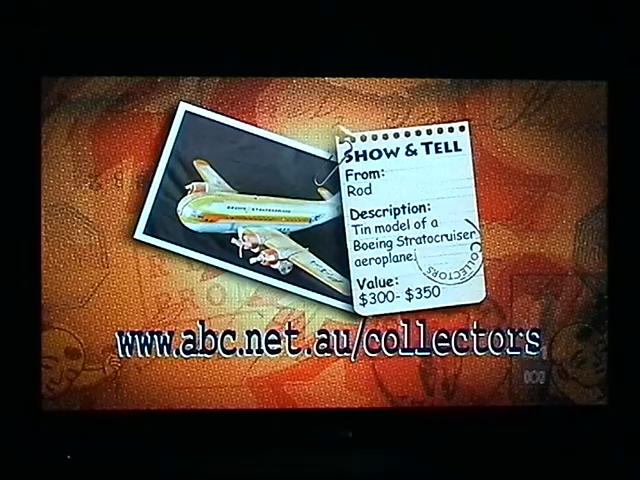 SHOW & TELL
From:
Rod
Description:
Tin model of a
Boeing Stratocruiser
aeroplane.
Value:
$300- $350
COLLECTORS
www.abc.net.au/collectors